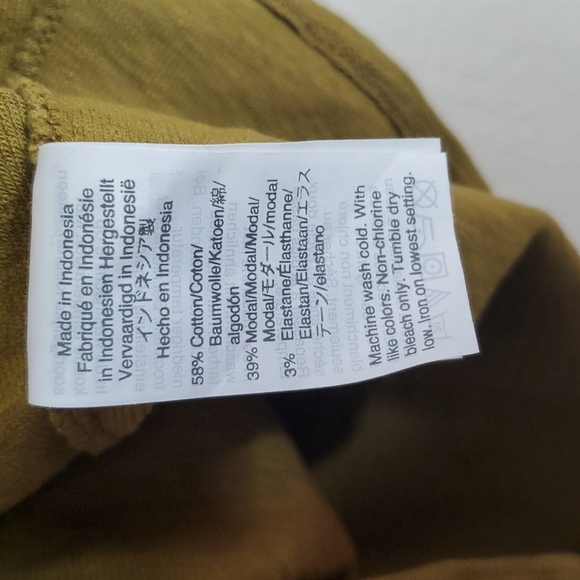 Made in Indonesia
Fabriqué en Indonésie
in Indonesien Hergestellt
Vervaardigd in Indonesië
インドネシア製
Hecho en Indonesia
58% Cotton/Coton/
Baumwolle/Katoen/綿/
algodón
39% Modal/Modal/Modal/
Modal/モダール/modal
3% Elastane/Élasthanne/
Elastan/Elastaan/エラス
テーン/elastano
Machine wash cold. With
like colors. Non-chlorine
bleach only. Tumble dry
low. Iron on lowest setting.